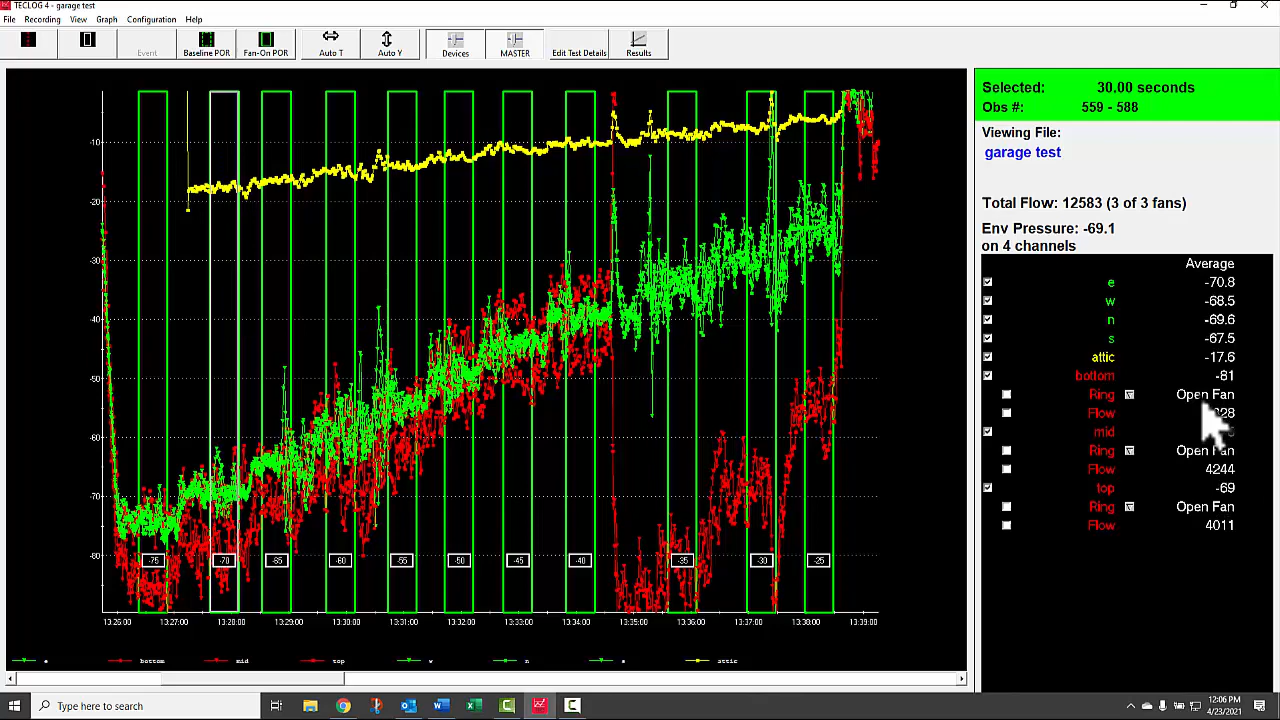 TECLOG 4 - garage test
File Recording View Graph Configuration Help
Event Baseline POR Fan-On POR Auto T Auto Y Devices MASTER Edit Test Details Results
Selected: 30.00 seconds
Obs #: 559 - 588
Viewing File:
garage test
Total Flow: 12583 (3 of 3 fans)
Env Pressure: -69.1
on 4 channels
Average
e -70.8
w -68.5
n -69.6
s -67.5
attic -17.6
bottom -81
Ring Open Fan
Flow
mid
Ring Open Fan
Flow 4244
top -69
Ring Open Fan
Flow 4011
-10
-20
-30
-40
-50
-60
-70
-80
-75 -70 -65 -60 -55 -50 -45 -40 -35 -30 -25
13:26:00 13:27:00 13:28:00 13:29:00 13:30:00 13:31:00 13:32:00 13:33:00 13:34:00 13:35:00 13:36:00 13:37:00 13:38:00 13:39:00
bottom mid top w n attic
Type here to search
12:06 PM
4/23/2021